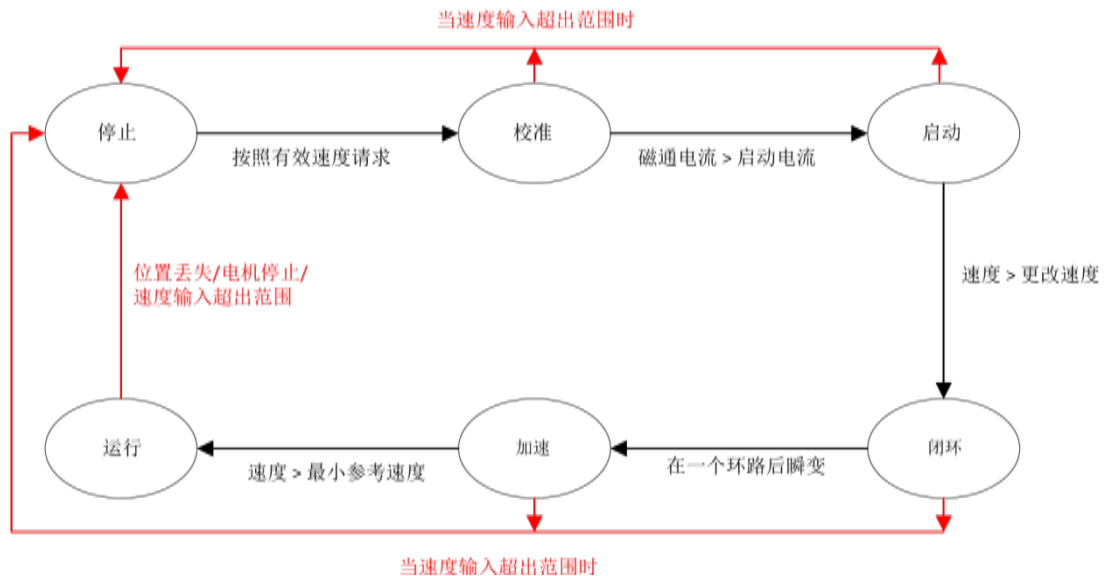 当速度输入超出范围时
停止
校准
启动
按照有效速度请求
磁通电流 > 启动电流
位置丢失/电机停止/
速度输入超出范围
速度 > 更改速度
运行
加速
闭环
速度 > 最小参考速度
在一个环路后瞬变
当速度输入超出范围时